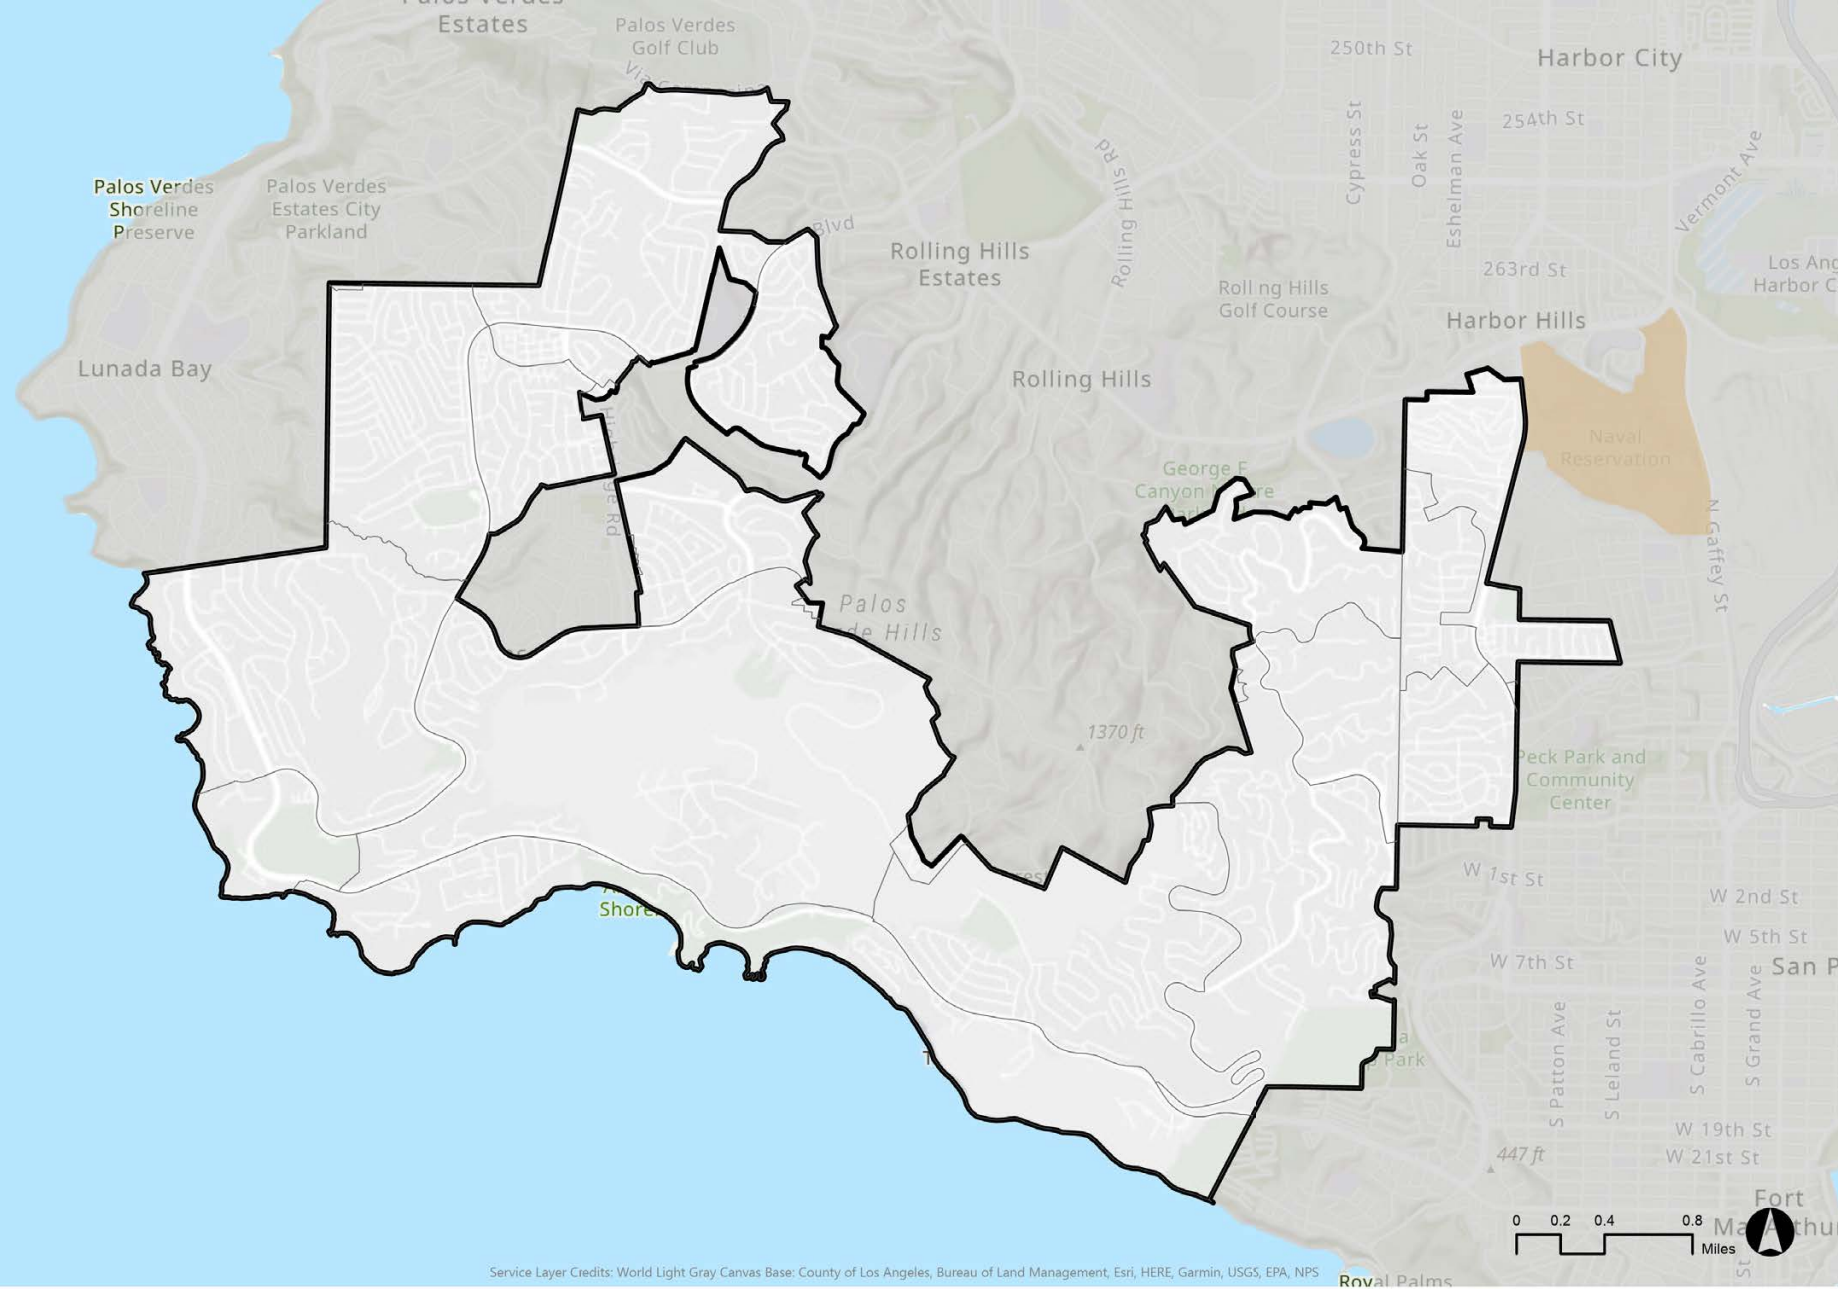 Estates
Palos Verdes
Golf Club
250th St
Harbor City
254th St
Cypress St
Oak St
Eshelman Ave
Vermont Ave
Rolling Hills Rd
Palos Verdes
Shoreline
Preserve
Palos Verdes
Estates City
Parkland
Blvd
Rolling Hills
Estates
263rd St
Los Ang
Harbor C
Roll ng Hills
Golf Course
Harbor Hills
Lunada Bay
Rolling Hills
Naval
Reservation
George F
Canyon N
re
N Gaffey St
Palos
de Hills
1370 ft
Peck Park and
Community
Center
W 1st St
W 2nd St
Shore
W 5th St
W 7th St
San P
S Cabrillo Ave
S Grand Ave
S Patton Ave
S Leland St
a
Park
W 19th St
W 21st St
447 ft
Fort
0 0.2 0.4 0.8
Miles
St
Service Layer Credits: World Light Gray Canvas Base: County of Los Angeles, Bureau of Land Management, Esri, HERE, Garmin, USGS, EPA, NPS
Royal Palms